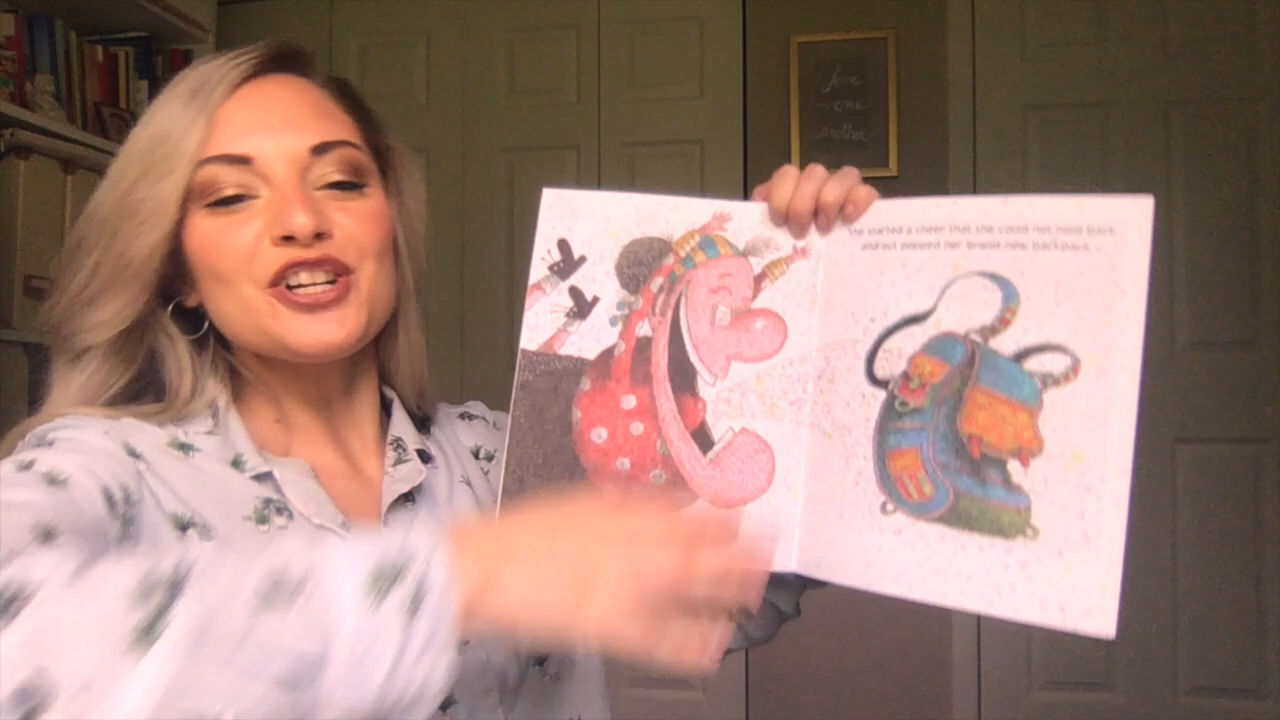 love
one
another
She started a cheer that she could not hold back
and out popped her brand-new backpack...